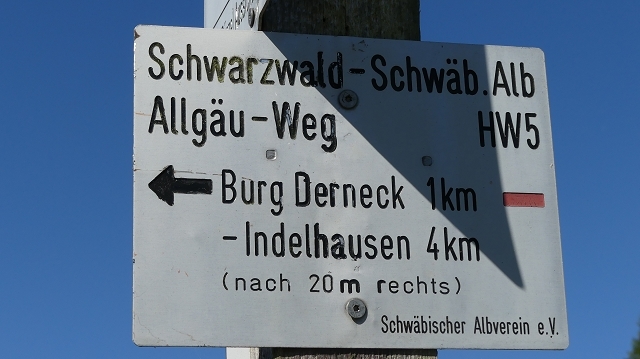 Schwarzwald-Schwäb. Alb
Allgäu-Weg HW5
Burg Derneck 1km
-Indelhausen 4km
(nach 20m rechts)
Schwäbischer Albverein e.V.